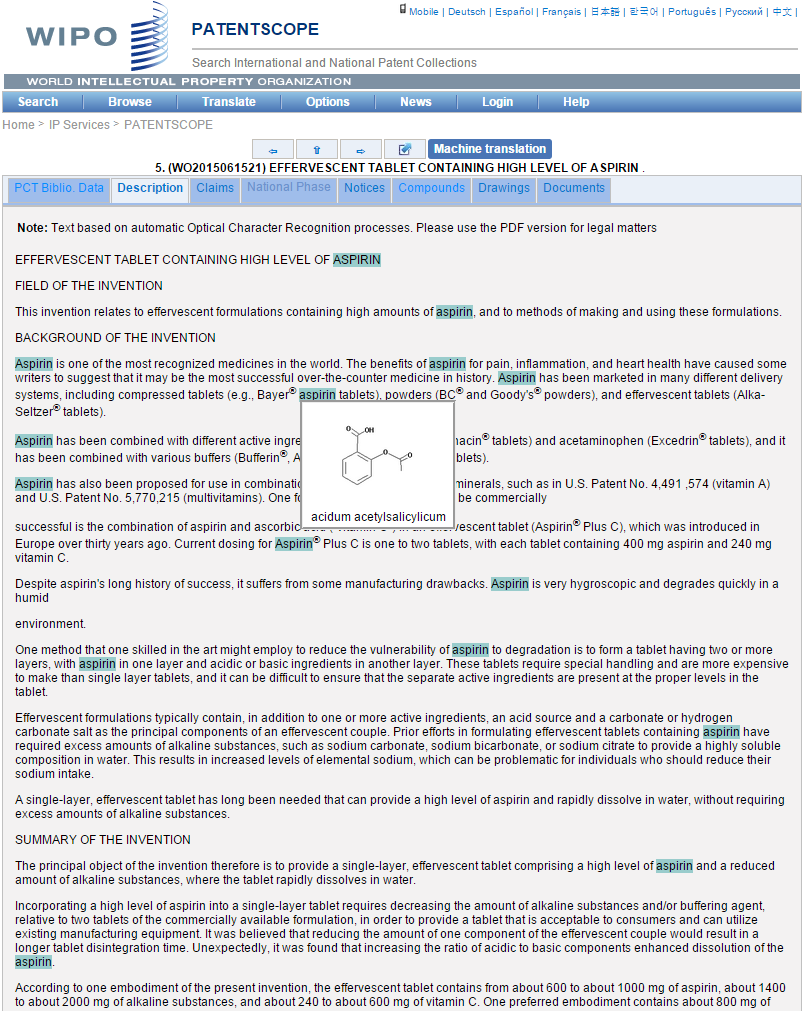 Mobile | Deutsch | Español | Français | 日本語 | 한국어 | Português | Русский | 中文 |
WIPO
PATENTSCOPE
Search International and National Patent Collections
WORLD INTELLECTUAL PROPERTY ORGANIZATION
Search Browse Translate Options News Login Help
Home > IP Services > PATENTSCOPE
Machine translation
5. (WO2015061521) EFFERVESCENT TABLET CONTAINING HIGH LEVEL OF ASPIRIN .
PCT Biblio. Data Description Claims National Phase Notices Compounds Drawings Documents
Note: Text based on automatic Optical Character Recognition processes. Please use the PDF version for legal matters
EFFERVESCENT TABLET CONTAINING HIGH LEVEL OF ASPIRIN
FIELD OF THE INVENTION
This invention relates to effervescent formulations containing high amounts of aspirin, and to methods of making and using these formulations.
BACKGROUND OF THE INVENTION
Aspirin is one of the most recognized medicines in the world. The benefits of aspirin for pain, inflammation, and heart health have caused some
writers to suggest that it may be the most successful over-the-counter medicine in history. Aspirin has been marketed in many different delivery
systems, including compressed tablets (e.g., Bayer® aspirin tablets), powders (BC® and Goody's® powders), and effervescent tablets (Alka-
Seltzer® tablets).
Aspirin has been combined with different active ingre nacin® tablets) and acetaminophen (Excedrin® tablets), and it
has been combined with various buffers (Bufferin®, A blets).
Aspirin has also been proposed for use in combinatio minerals, such as in U.S. Patent No. 4,491 ,574 (vitamin A)
and U.S. Patent No. 5,770,215 (multivitamins). One fo be commercially
OH
O
O
O
acidum acetylsalicylicum
successful is the combination of aspirin and ascorbic effervescent tablet (Aspirin® Plus C), which was introduced in
Europe over thirty years ago. Current dosing for Aspirin® Plus C is one to two tablets, with each tablet containing 400 mg aspirin and 240 mg
vitamin C.
Despite aspirin's long history of success, it suffers from some manufacturing drawbacks. Aspirin is very hygroscopic and degrades quickly in a
humid
environment.
One method that one skilled in the art might employ to reduce the vulnerability of aspirin to degradation is to form a tablet having two or more
layers, with aspirin in one layer and acidic or basic ingredients in another layer. These tablets require special handling and are more expensive
to make than single layer tablets, and it can be difficult to ensure that the separate active ingredients are present at the proper levels in the
tablet.
Effervescent formulations typically contain, in addition to one or more active ingredients, an acid source and a carbonate or hydrogen
carbonate salt as the principal components of an effervescent couple. Prior efforts in formulating effervescent tablets containing aspirin have
required excess amounts of alkaline substances, such as sodium carbonate, sodium bicarbonate, or sodium citrate to provide a highly soluble
composition in water. This results in increased levels of elemental sodium, which can be problematic for individuals who should reduce their
sodium intake.
A single-layer, effervescent tablet has long been needed that can provide a high level of aspirin and rapidly dissolve in water, without requiring
excess amounts of alkaline substances.
SUMMARY OF THE INVENTION
The principal object of the invention therefore is to provide a single-layer, effervescent tablet comprising a high level of aspirin and a reduced
amount of alkaline substances, where the tablet rapidly dissolves in water.
Incorporating a high level of aspirin into a single-layer tablet requires decreasing the amount of alkaline substances and/or buffering agent,
relative to two tablets of the commercially available formulation, in order to provide a tablet that is acceptable to consumers and can utilize
existing manufacturing equipment. It was believed that reducing the amount of one component of the effervescent couple would result in a
longer tablet disintegration time. Unexpectedly, it was found that increasing the ratio of acidic to basic components enhanced dissolution of the
aspirin.
According to one embodiment of the present invention, the effervescent tablet contains from about 600 to about 1000 mg of aspirin, about 1400
to about 2000 mg of alkaline substances, and about 240 to about 600 mg of vitamin C. One preferred embodiment contains about 800 mg of